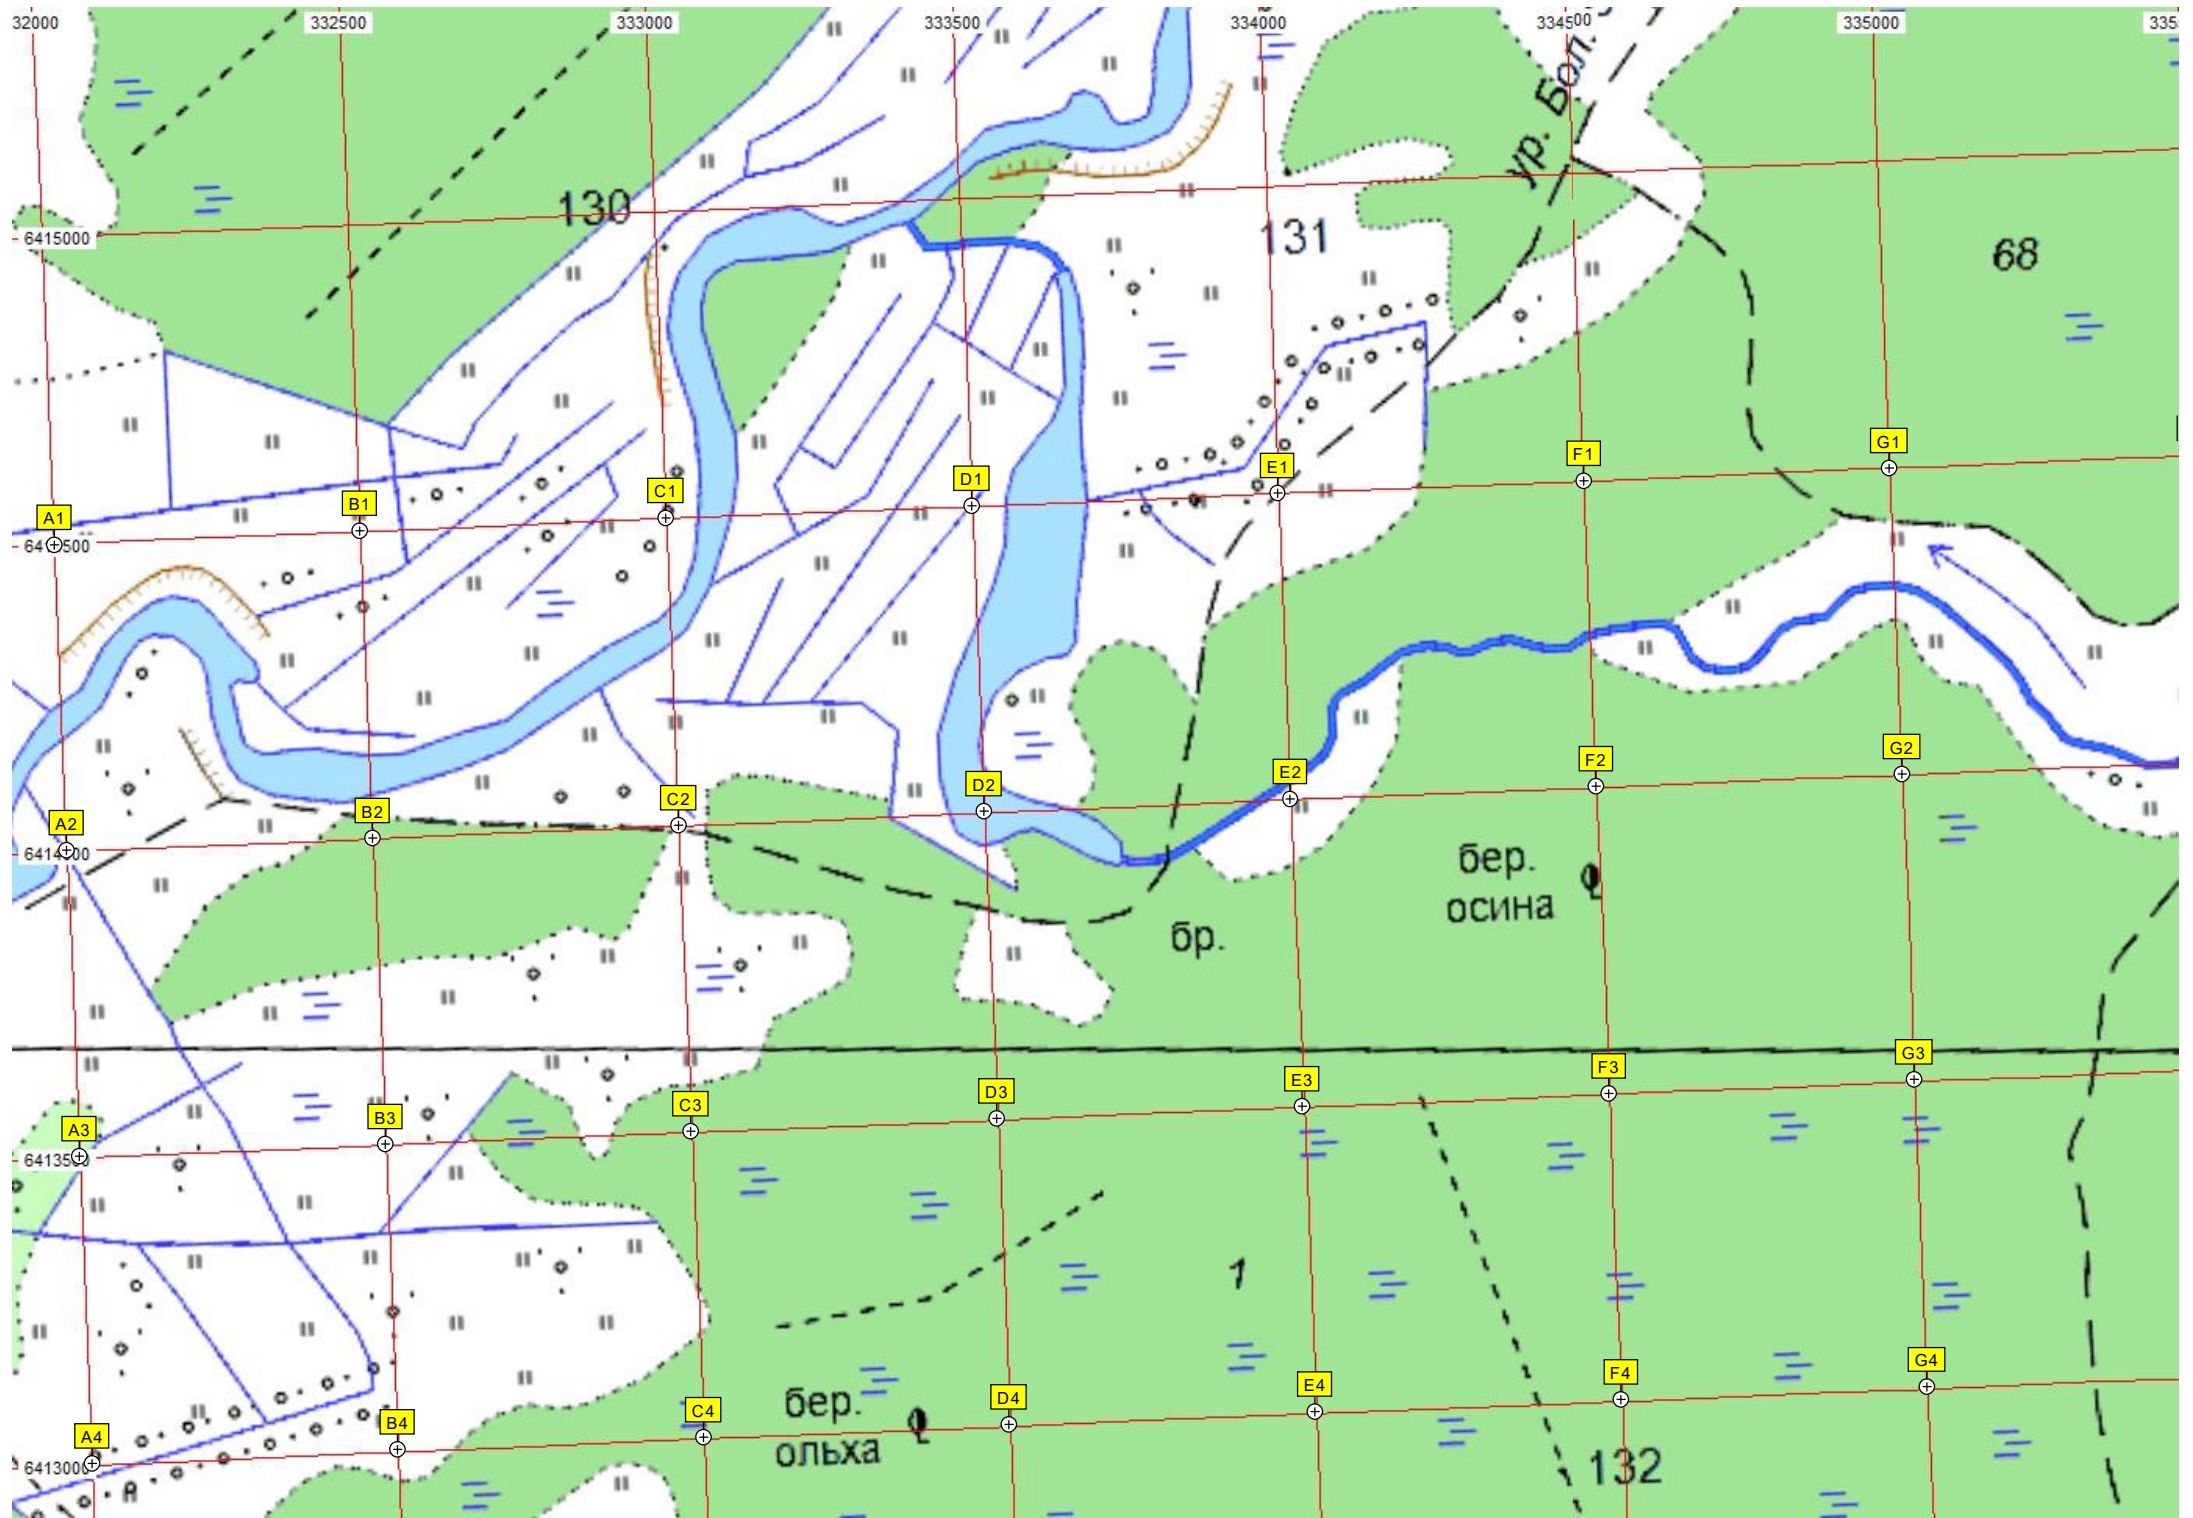 32000 332500 333000 333500 334000 334500 335000 335
ур. Бол.
130
6415000
131
68
A1 B1 C1 D1 E1 F1 G1
A2 B2 C2 D2 E2 F2 G2
бер.
осина
бр.
A3 B3 C3 D3 E3 F3 G3
1
A4 B4 C4 D4 E4 F4 G4
бер.
ольха
6413000
132